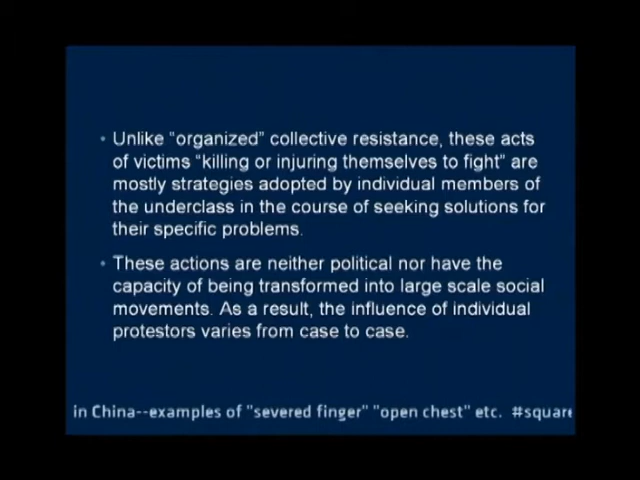 • Unlike "organized" collective resistance, these acts
of victims "killing or injuring themselves to fight" are
mostly strategies adopted by individual members of
the underclass in the course of seeking solutions for
their specific problems.
• These actions are neither political nor have the
capacity of being transformed into large scale social
movements. As a result, the influence of individual
protestors varies from case to case.
in China--examples of "severed finger" "open chest" etc. #square